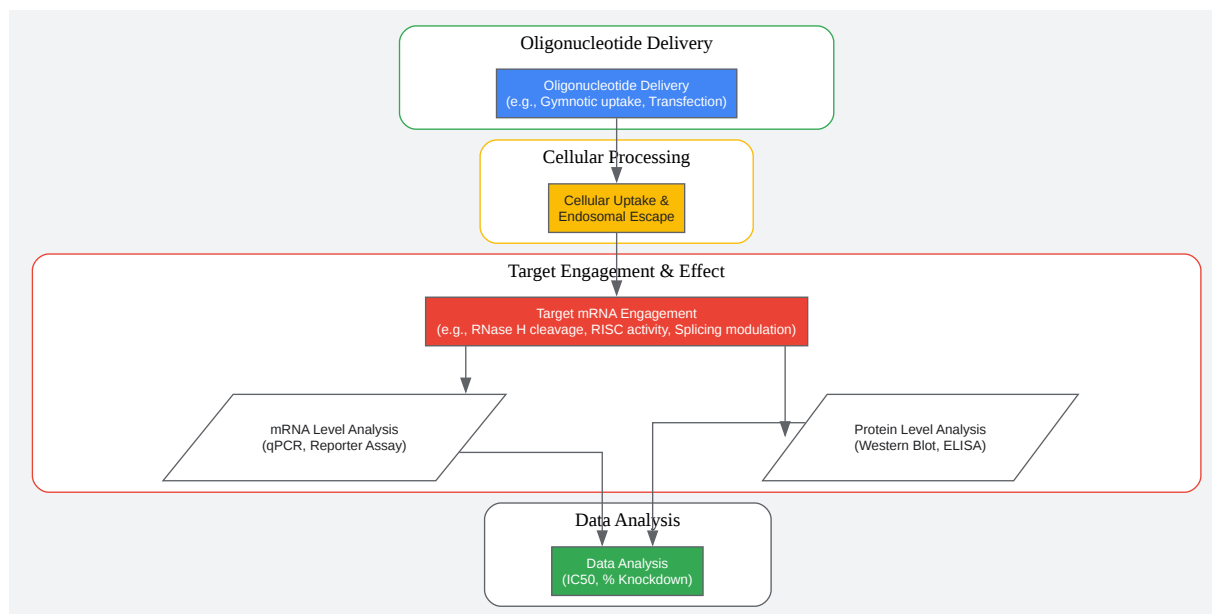 Oligonucleotide Delivery
Oligonucleotide Delivery
(e.g., Gymnotic uptake, Transfection)
Cellular Processing
Cellular Uptake &
Endosomal Escape
Target Engagement & Effect
Target mRNA Engagement
(e.g., RNase H cleavage, RISC activity, Splicing modulation)
mRNA Level Analysis
(qPCR, Reporter Assay)
Protein Level Analysis
(Western Blot, ELISA)
Data Analysis
Data Analysis
(IC50, % Knockdown)